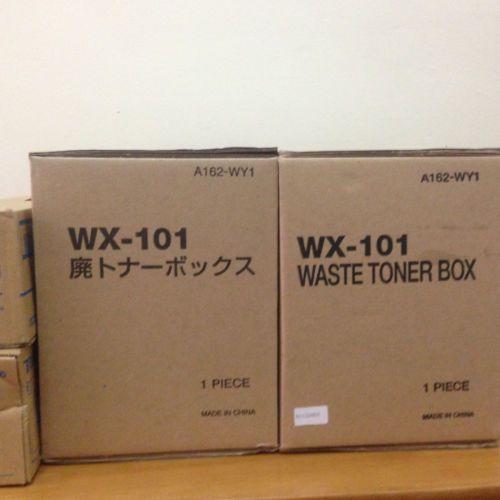 A162-WY1
WX-101
廃トナーボックス
1 PIECE
MADE IN CHINA
A162-WY1
WX-101
WASTE TONER BOX
1 PIECE
MADE IN CHINA